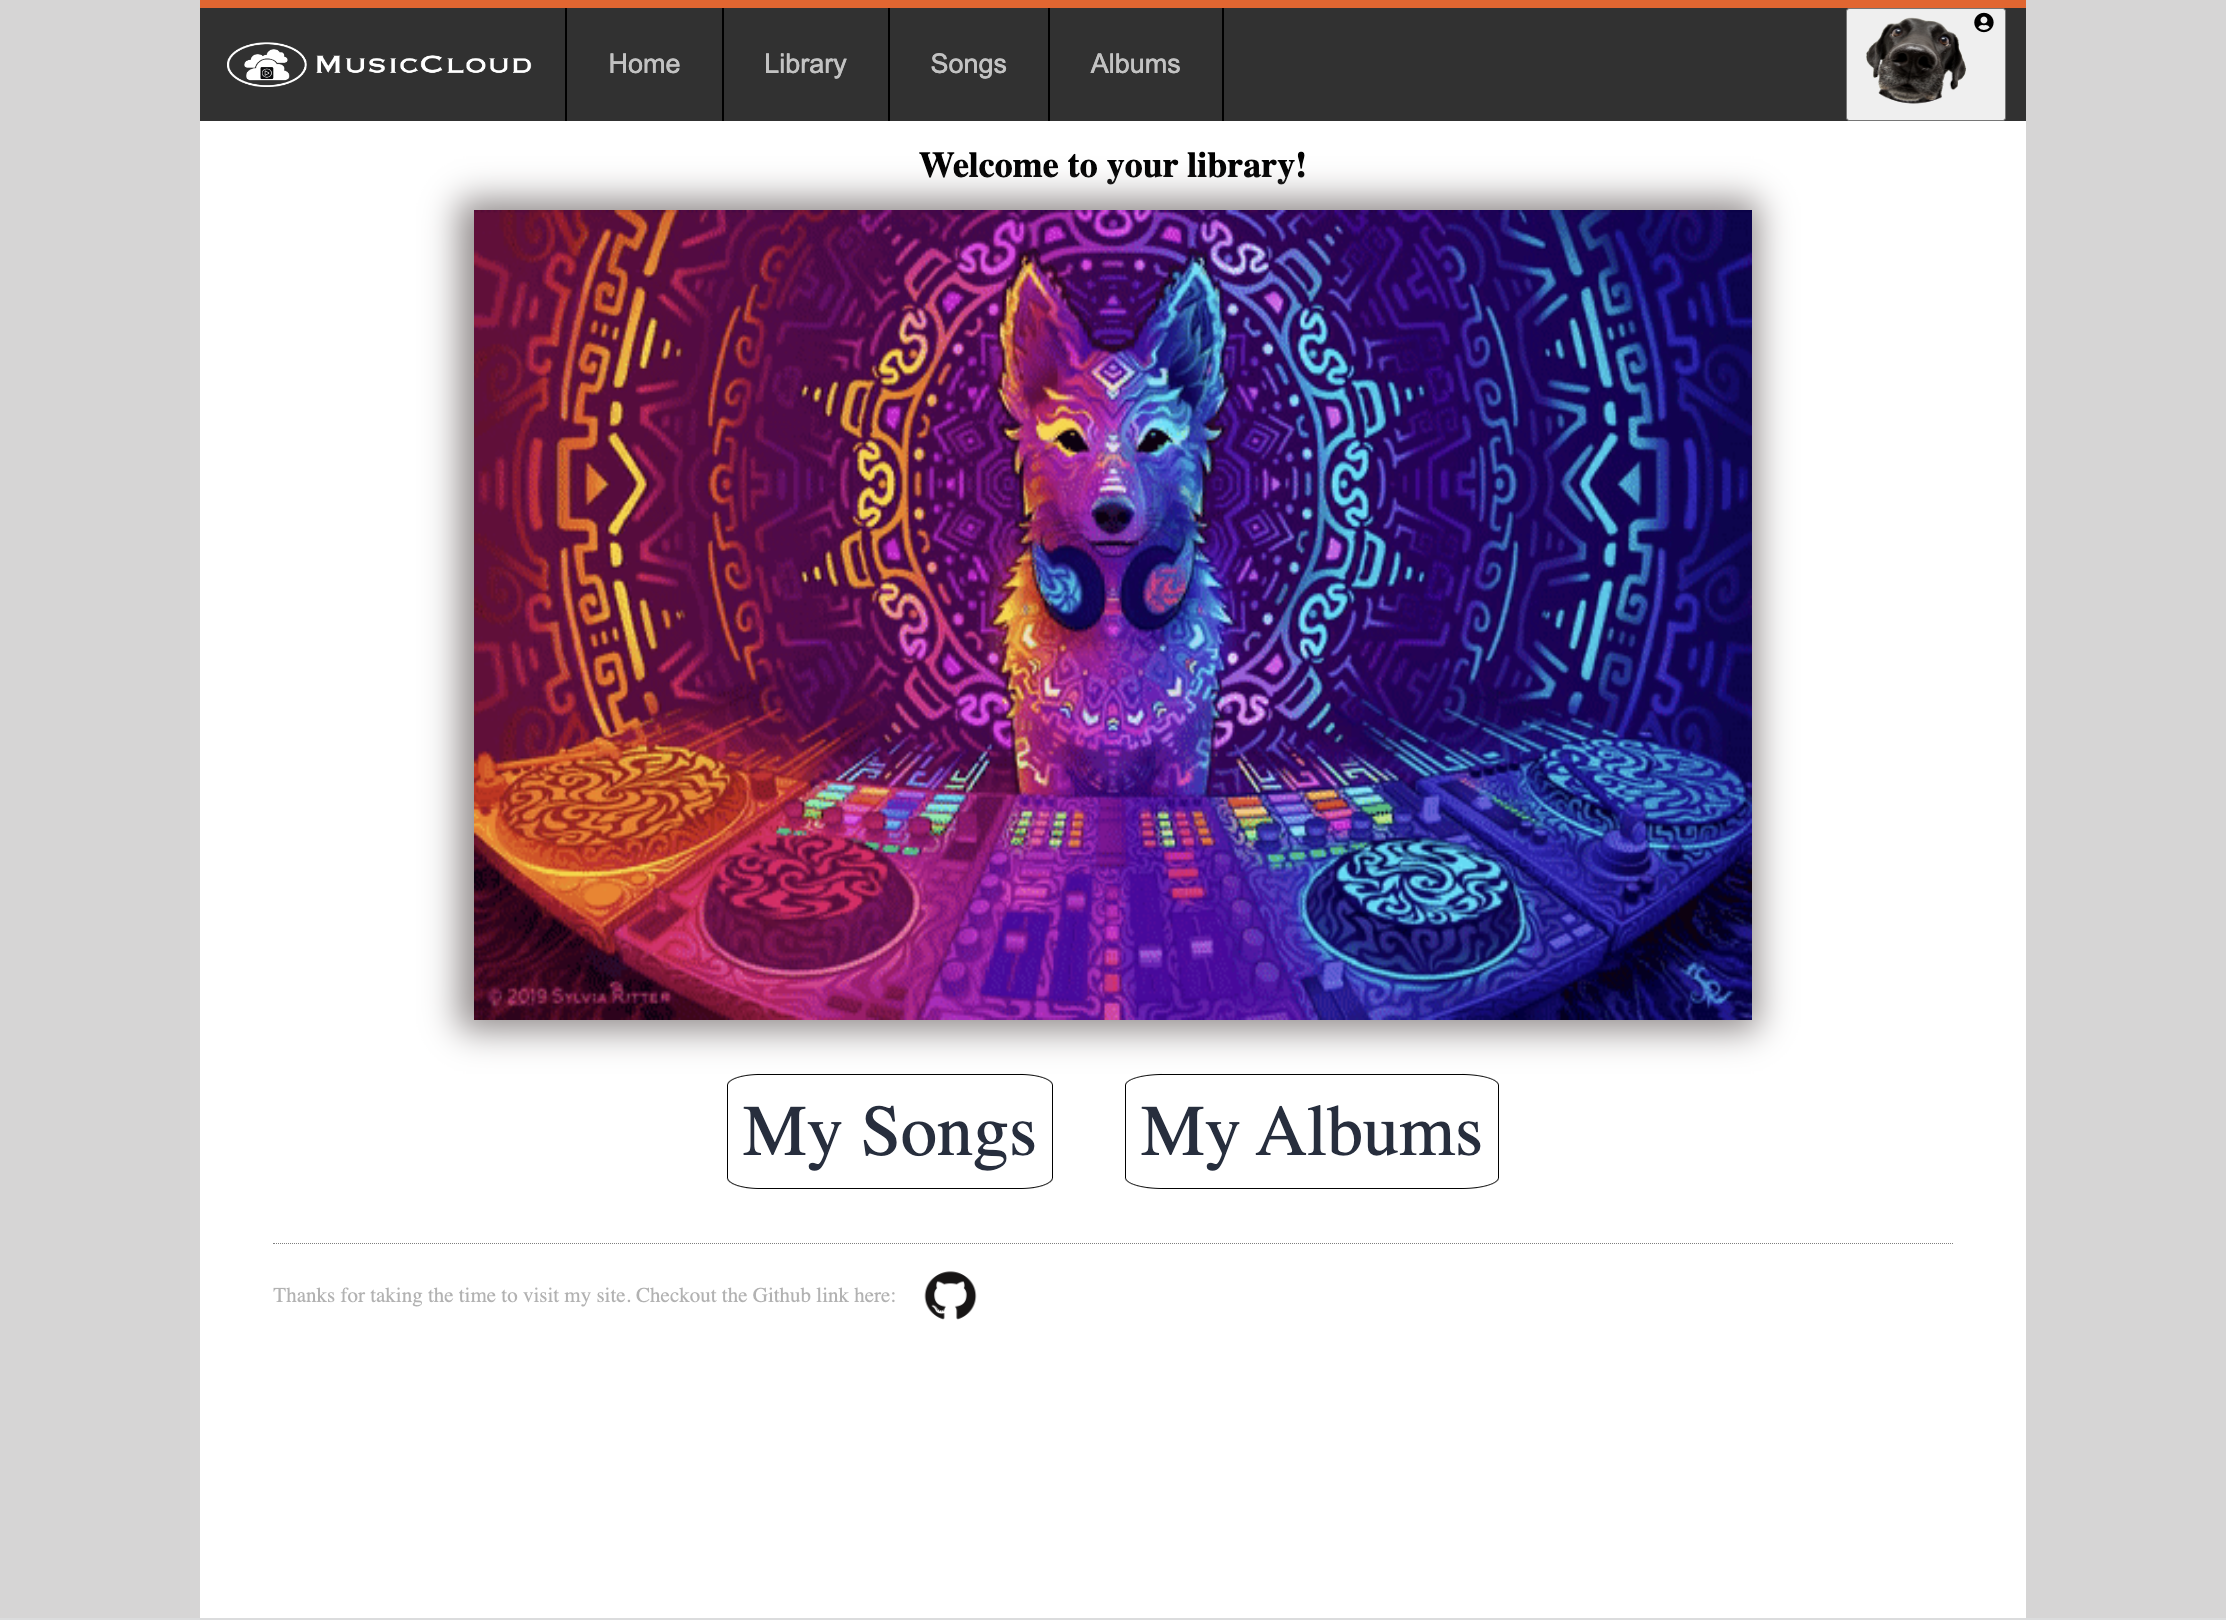 MusicCloud
Home
Library
Songs
Albums
Welcome to your library!
© 2019 Sylvia Ritter
My Songs
My Albums
Thanks for taking the time to visit my site. Checkout the Github link here: